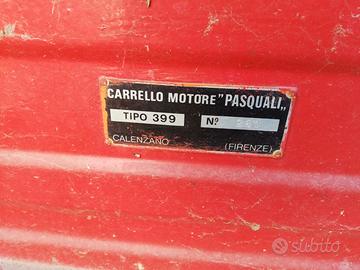 CARRELLO MOTORE "PASQUALI„
TIPO 399 Nº
CALENZANO (FIRENZE)
subito